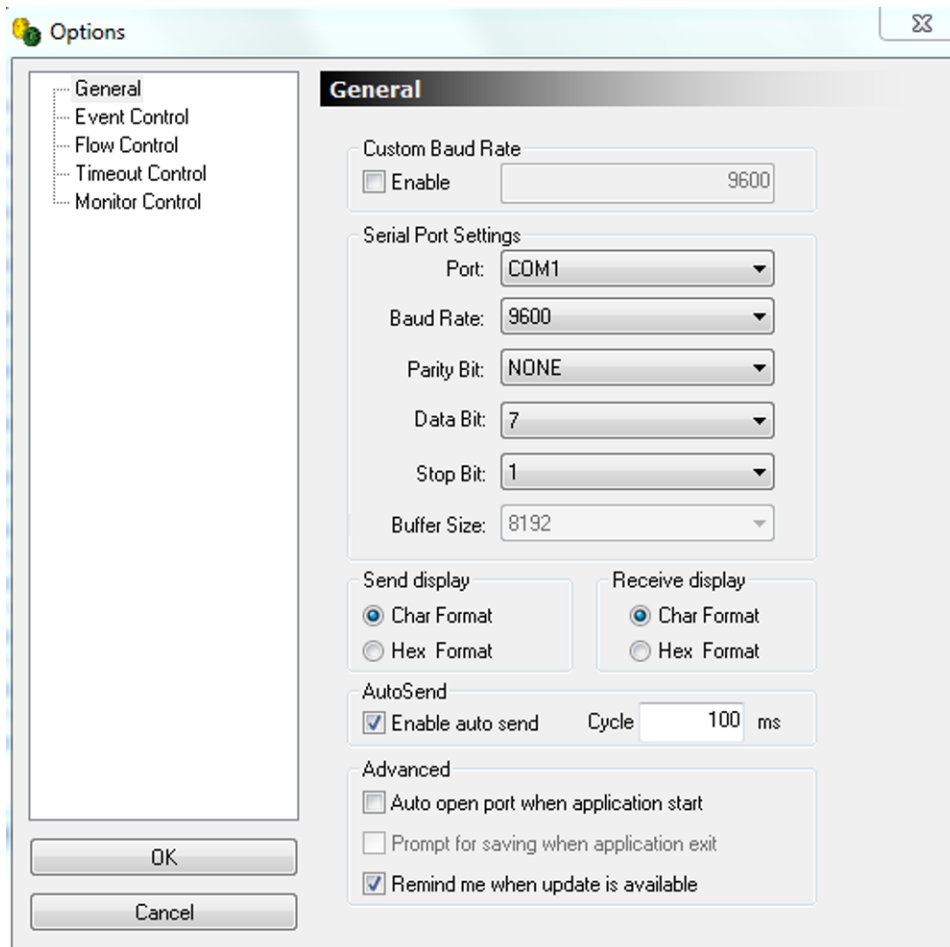 Options
General
Event Control
Flow Control
Timeout Control
Monitor Control
OK
Cancel
General
Custom Baud Rate
Enable 9600
Serial Port Settings
Port: COM1
Baud Rate: 9600
Parity Bit: NONE
Data Bit: 7
Stop Bit: 1
Buffer Size: 8192
Send display
Char Format
Hex Format
Receive display
Char Format
Hex Format
AutoSend
Enable auto send Cycle 100 ms
Advanced
Auto open port when application start
Prompt for saving when application exit
Remind me when update is available